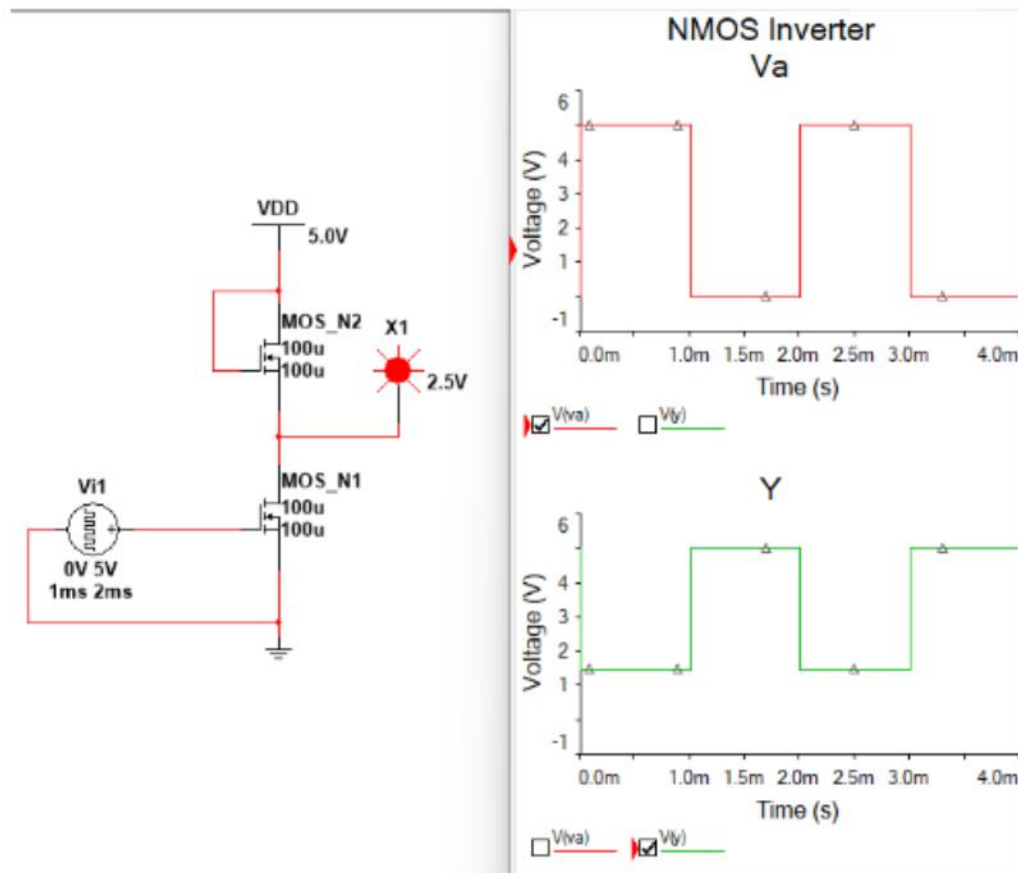 VDD
5.0V
MOS_N2
100u
100u
X1
2.5V
MOS_N1
100u
100u
Vi1
0V 5V
1ms 2ms
NMOS Inverter
Va
Voltage (V)
6
4
3
2
1
-1
0.0m 1.0m 1.5m 2.0m 2.5m 3.0m 4.0m
Time (s)
V(va) V(y)
Y
Voltage (V)
6
4
3
2
1
-1
0.0m 1.0m 1.5m 2.0m 2.5m 3.0m 4.0m
Time (s)
V(va) V(y)